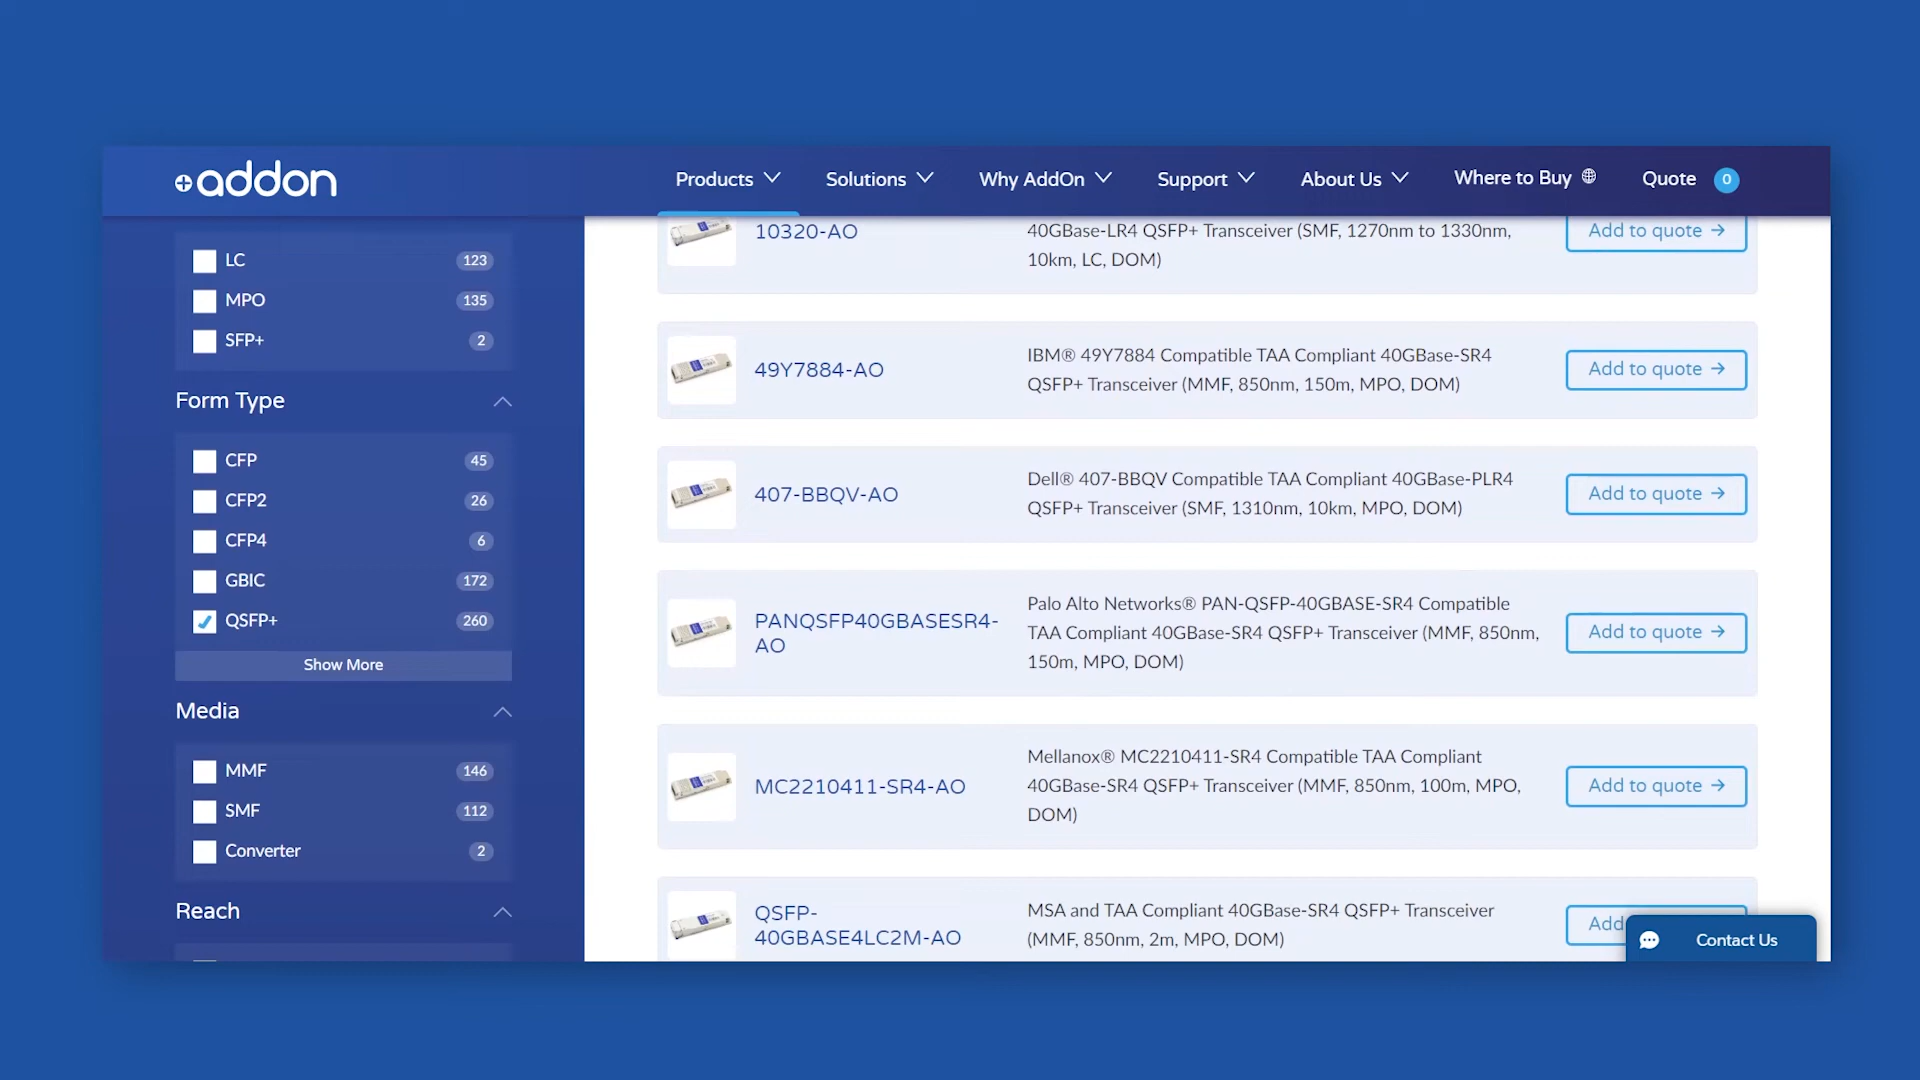 addon
Products
Solutions
Why AddOn
Support
About Us
Where to Buy
Quote 0
LC 123
MPO 135
SFP+ 2
Form Type
CFP 45
CFP2 26
CFP4 6
GBIC 172
QSFP+ 260
Show More
Media
MMF 146
SMF 112
Converter 2
Reach
10320-AO
40GBase-LR4 QSFP+ Transceiver (SMF, 1270nm to 1330nm,
10km, LC, DOM)
Add to quote →
49Y7884-AO
IBM® 49Y7884 Compatible TAA Compliant 40GBase-SR4
QSFP+ Transceiver (MMF, 850nm, 150m, MPO, DOM)
Add to quote →
407-BBQV-AO
Dell® 407-BBQV Compatible TAA Compliant 40GBase-PLR4
QSFP+ Transceiver (SMF, 1310nm, 10km, MPO, DOM)
Add to quote →
PANQSFP40GBASESR4-
AO
Palo Alto Networks® PAN-QSFP-40GBASE-SR4 Compatible
TAA Compliant 40GBase-SR4 QSFP+ Transceiver (MMF, 850nm,
150m, MPO, DOM)
Add to quote →
MC2210411-SR4-AO
Mellanox® MC2210411-SR4 Compatible TAA Compliant
40GBase-SR4 QSFP+ Transceiver (MMF, 850nm, 100m, MPO,
DOM)
Add to quote →
QSFP-
40GBASE4LC2M-AO
MSA and TAA Compliant 40GBase-SR4 QSFP+ Transceiver
(MMF, 850nm, 2m, MPO, DOM)
Add
Contact Us